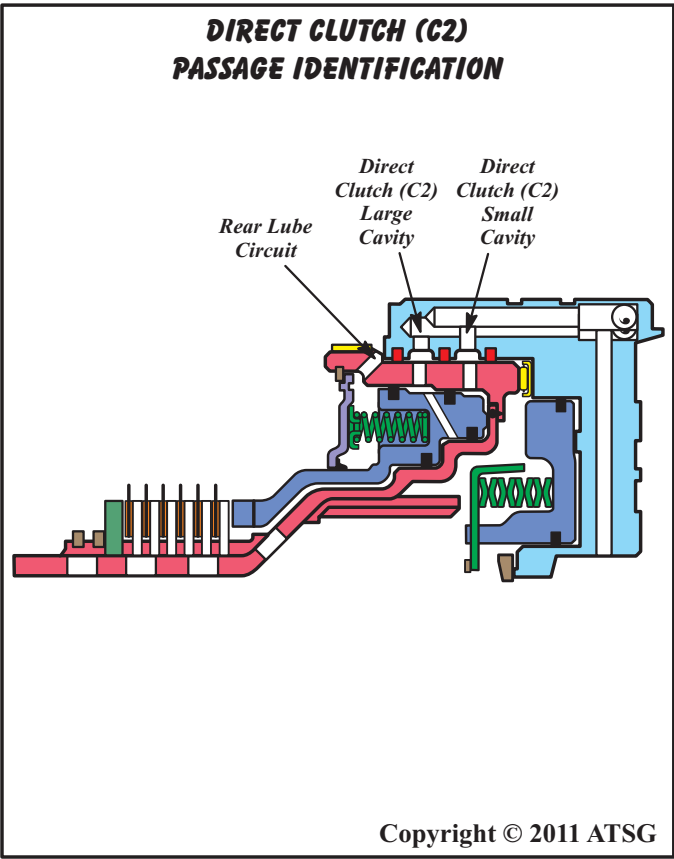 DIRECT CLUTCH (C2)
PASSAGE IDENTIFICATION
Direct
Clutch (C2)
Large
Cavity
Direct
Clutch (C2)
Small
Cavity
Rear Lube
Circuit
Copyright © 2011 ATSG